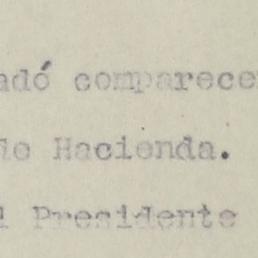 adó comparecer
de Hacienda.
l Presidente